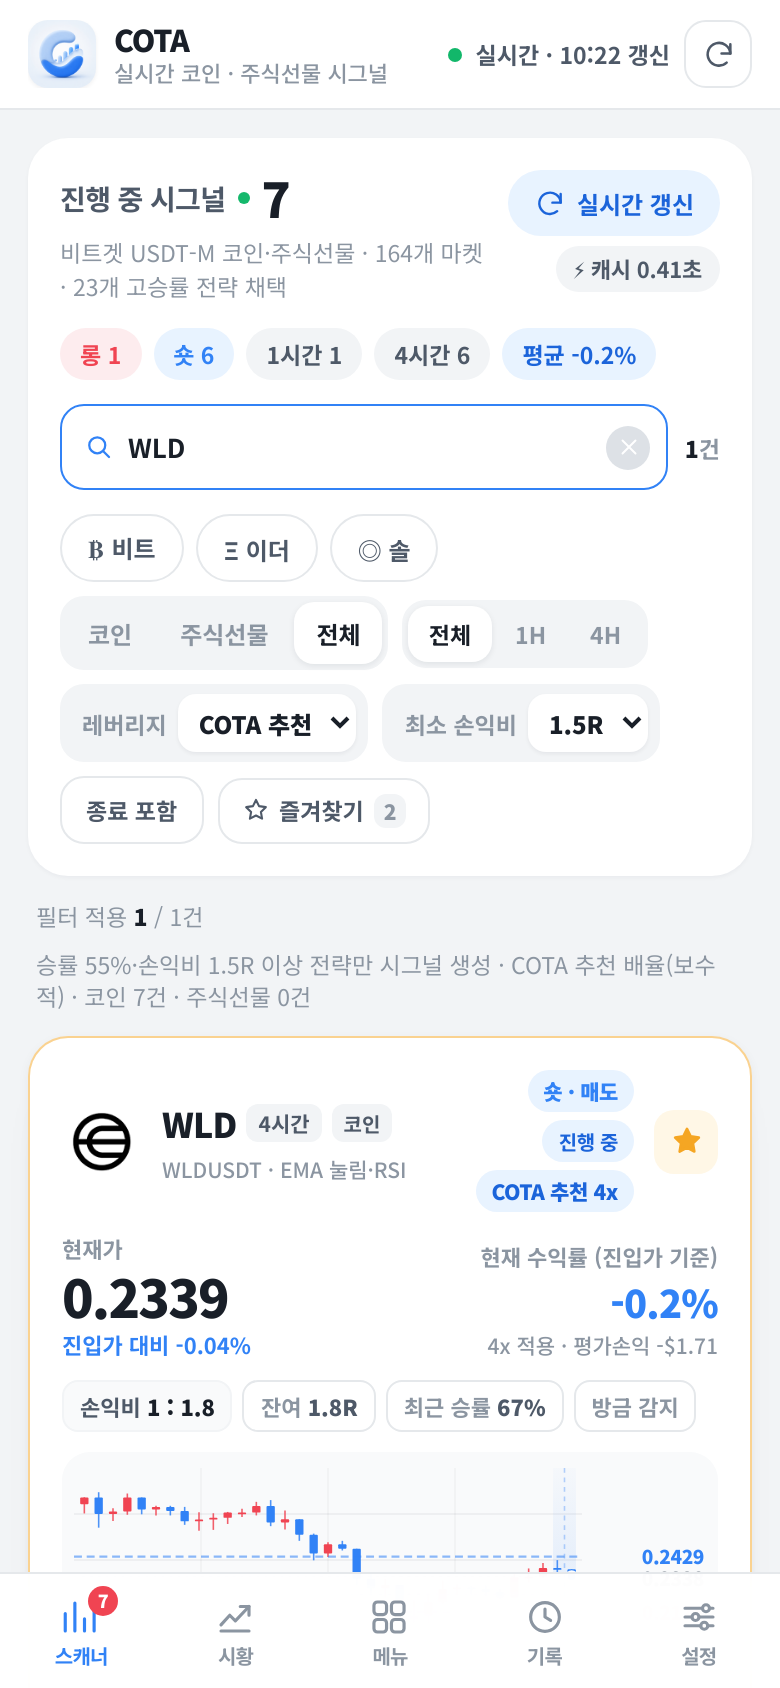 COTA
실시간 코인 · 주식선물 시그널
실시간 · 10:22 갱신
진행 중 시그널 7
실시간 갱신
비트겟 USDT-M 코인·주식선물 · 164개 마켓
· 23개 고승률 전략 채택
⚡ 캐시 0.41초
롱 1 숏 6 1시간 1 4시간 6 평균 -0.2%
WLD
1건
₿ 비트 Ξ 이더 ◎ 솔
코인 주식선물 전체 전체 1H 4H
레버리지 COTA 추천 최소 손익비 1.5R
종료 포함 즐겨찾기 2
필터 적용 1 / 1건
승률 55%·손익비 1.5R 이상 전략만 시그널 생성 · COTA 추천 배율(보수
적) · 코인 7건 · 주식선물 0건
WLD 4시간 코인
WLDUSDT · EMA 눌림·RSI
숏 · 매도
진행 중
COTA 추천 4x
현재가
0.2339
진입가 대비 -0.04%
현재 수익률 (진입가 기준)
-0.2%
4x 적용 · 평가손익 -$1.71
손익비 1 : 1.8 잔여 1.8R 최근 승률 67% 방금 감지
0.2429
7
스캐너 시황 메뉴 기록 설정